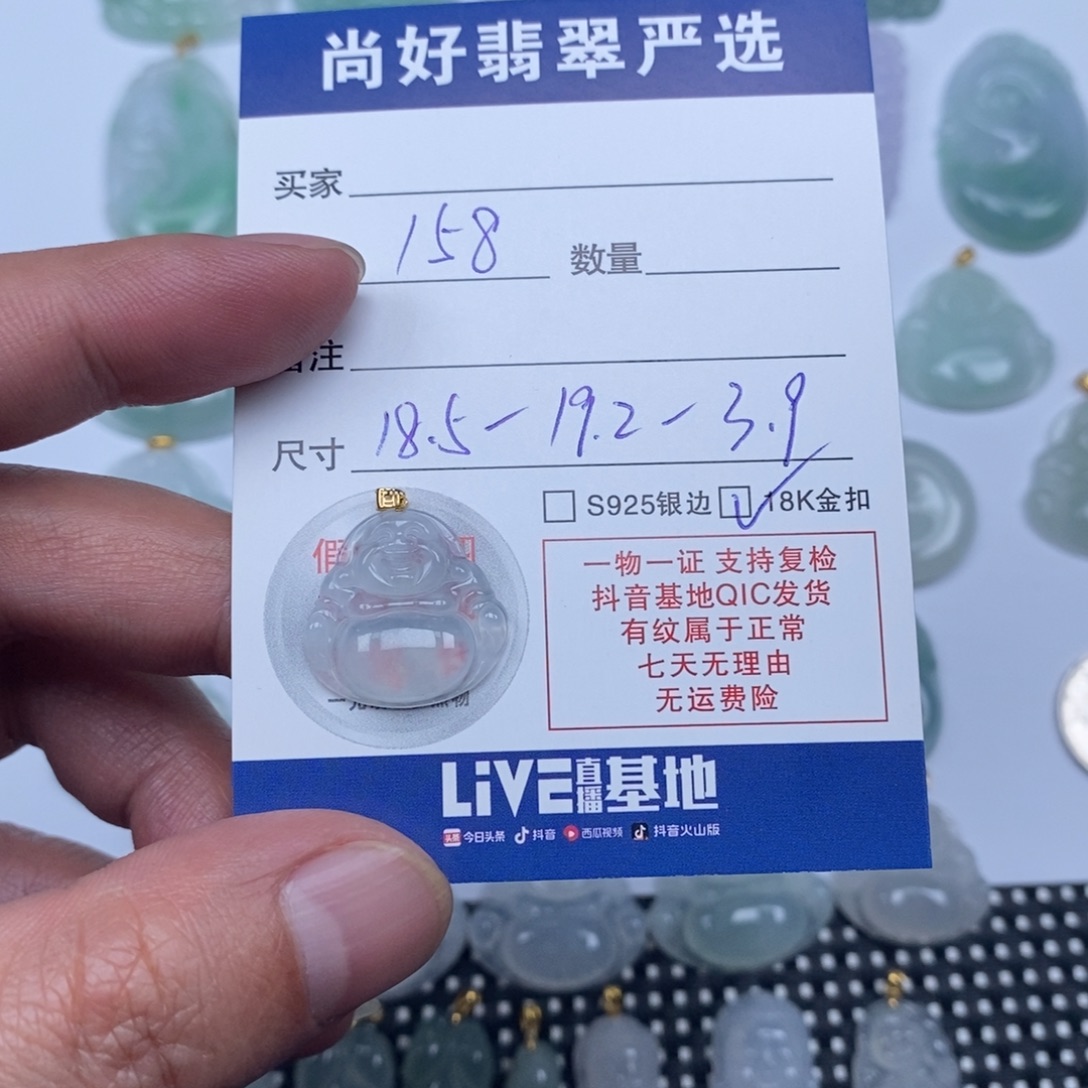 尚好翡翠严选
买家
158 数量
注
尺寸 18.5-19.2-3.9
S925银边 18K金扣
假
一物一证 支持复检
抖音基地QIC发货
有纹属于正常
七天无理由
无运费险
LiVE直播基地
头条 今日头条 抖音 西瓜视频 抖音火山版